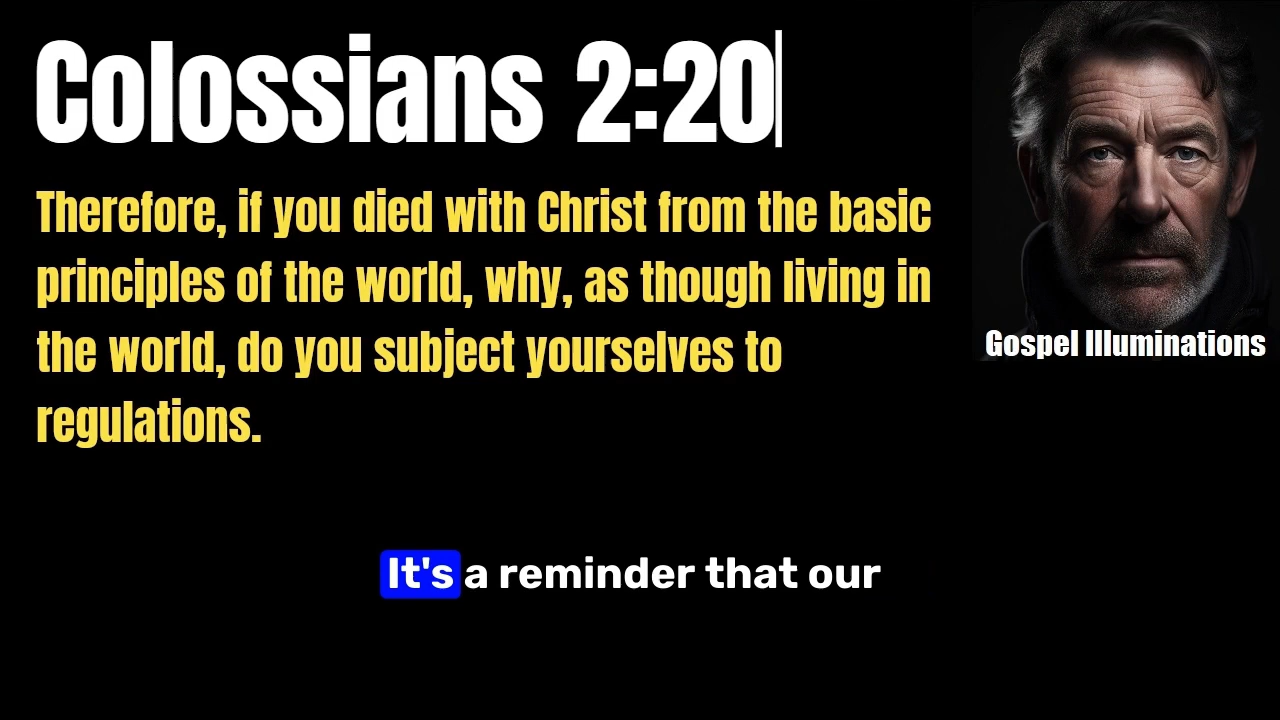 Colossians 2:20
Therefore, if you died with Christ from the basic
principles of the world, why, as though living in
the world, do you subject yourselves to
regulations.
Gospel Illuminations
It's a reminder that our